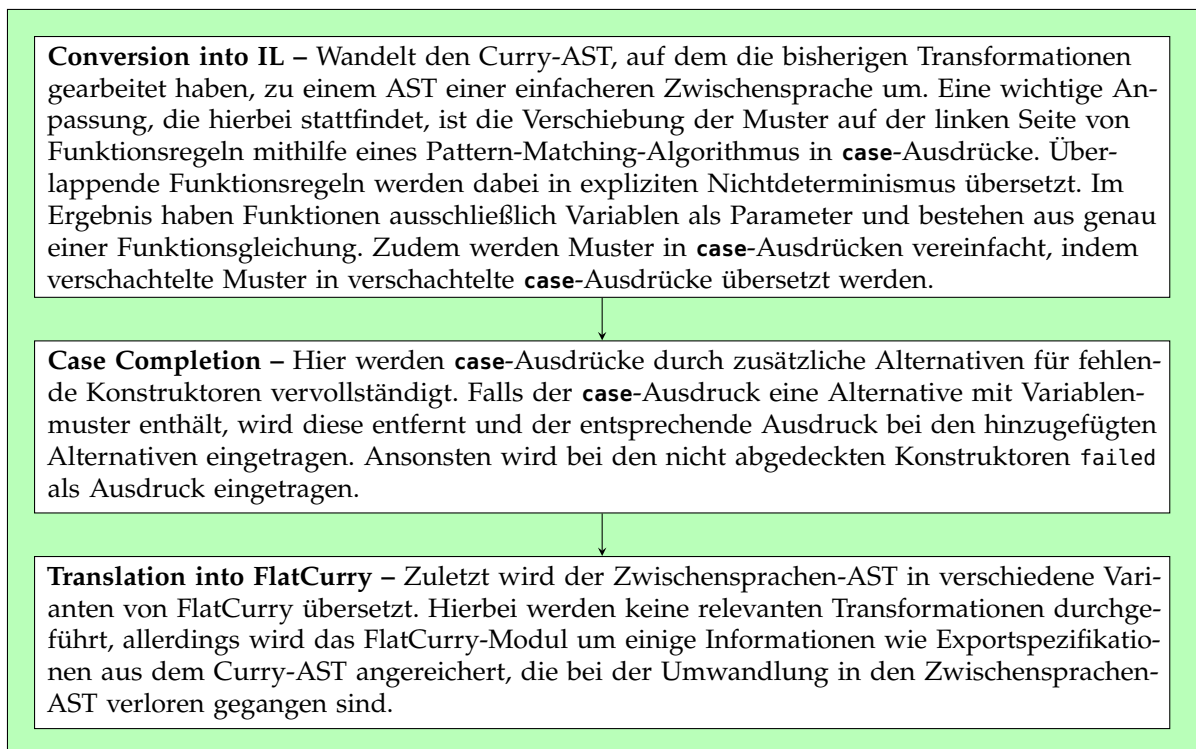 Conversion into IL – Wandelt den Curry-AST, auf dem die bisherigen Transformationen
gearbeitet haben, zu einem AST einer einfacheren Zwischensprache um. Eine wichtige An-
passung, die hierbei stattfindet, ist die Verschiebung der Muster auf der linken Seite von
Funktionsregeln mithilfe eines Pattern-Matching-Algorithmus in case-Ausdrücke. Über-
lappende Funktionsregeln werden dabei in expliziten Nichtdeterminismus übersetzt. Im
Ergebnis haben Funktionen ausschließlich Variablen als Parameter und bestehen aus genau
einer Funktionsgleichung. Zudem werden Muster in case-Ausdrücken vereinfacht, indem
verschachtelte Muster in verschachtelte case-Ausdrücke übersetzt werden.
Case Completion – Hier werden case-Ausdrücke durch zusätzliche Alternativen für fehlen-
de Konstruktoren vervollständigt. Falls der case-Ausdruck eine Alternative mit Variablen-
muster enthält, wird diese entfernt und der entsprechende Ausdruck bei den hinzugefügten
Alternativen eingetragen. Ansonsten wird bei den nicht abgedeckten Konstruktoren failed
als Ausdruck eingetragen.
Translation into FlatCurry – Zuletzt wird der Zwischensprachen-AST in verschiedene Vari-
anten von FlatCurry übersetzt. Hierbei werden keine relevanten Transformationen durchge-
führt, allerdings wird das FlatCurry-Modul um einige Informationen wie Exportspezifikatio-
nen aus dem Curry-AST angereichert, die bei der Umwandlung in den Zwischensprachen-
AST verloren gegangen sind.